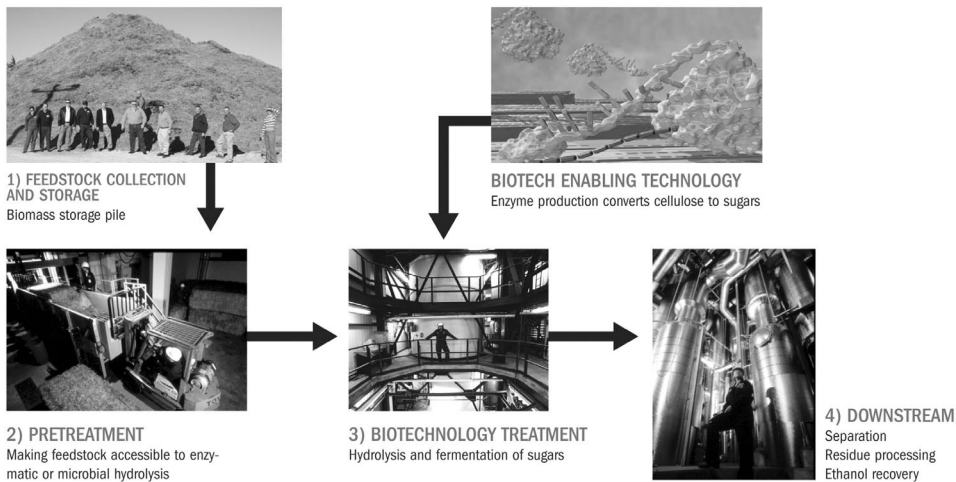 1) FEEDSTOCK COLLECTION
AND STORAGE
Biomass storage pile
BIOTECH ENABLING TECHNOLOGY
Enzyme production converts cellulose to sugars
2) PRETREATMENT
Making feedstock accessible to enzy-
matic or microbial hydrolysis
3) BIOTECHNOLOGY TREATMENT
Hydrolysis and fermentation of sugars
4) DOWNSTREAM
Separation
Residue processing
Ethanol recovery